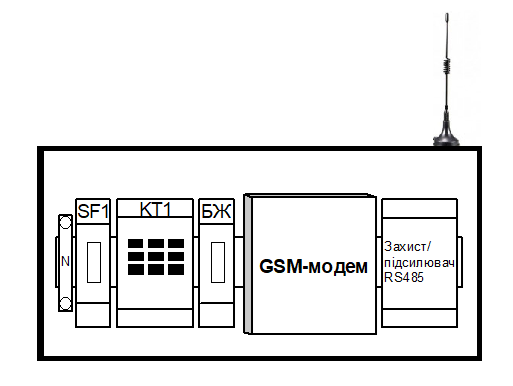 SF1
KT1
БЖ
N
GSM-модем
Захист/
підсилювач
RS485